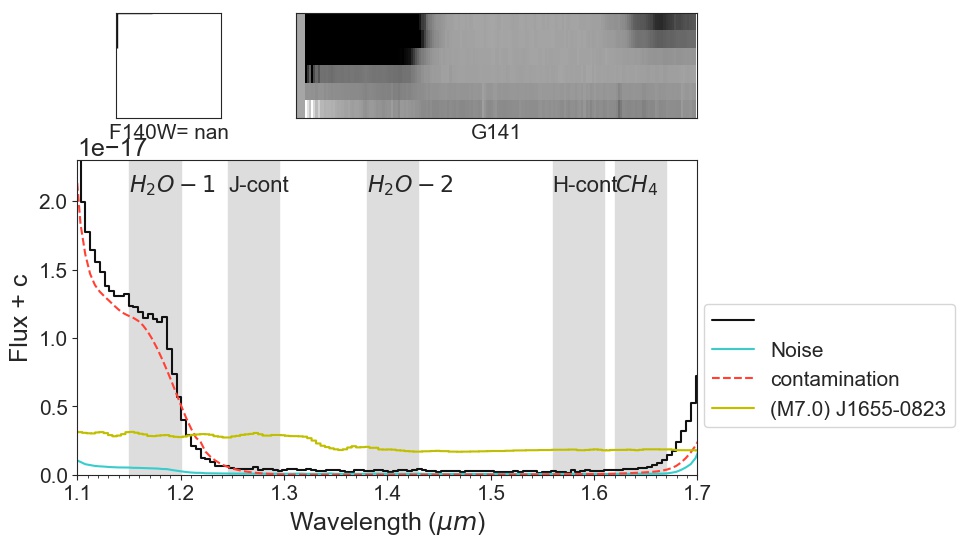 F140W= nan
G141
1e−17
H₂O − 1 J-cont H₂O − 2 H-cont CH₄
2.0
1.5
1.0
0.5
0.0
Flux + c
1.1 1.2 1.3 1.4 1.5 1.6 1.7
Wavelength (μm)
Noise
contamination
(M7.0) J1655-0823